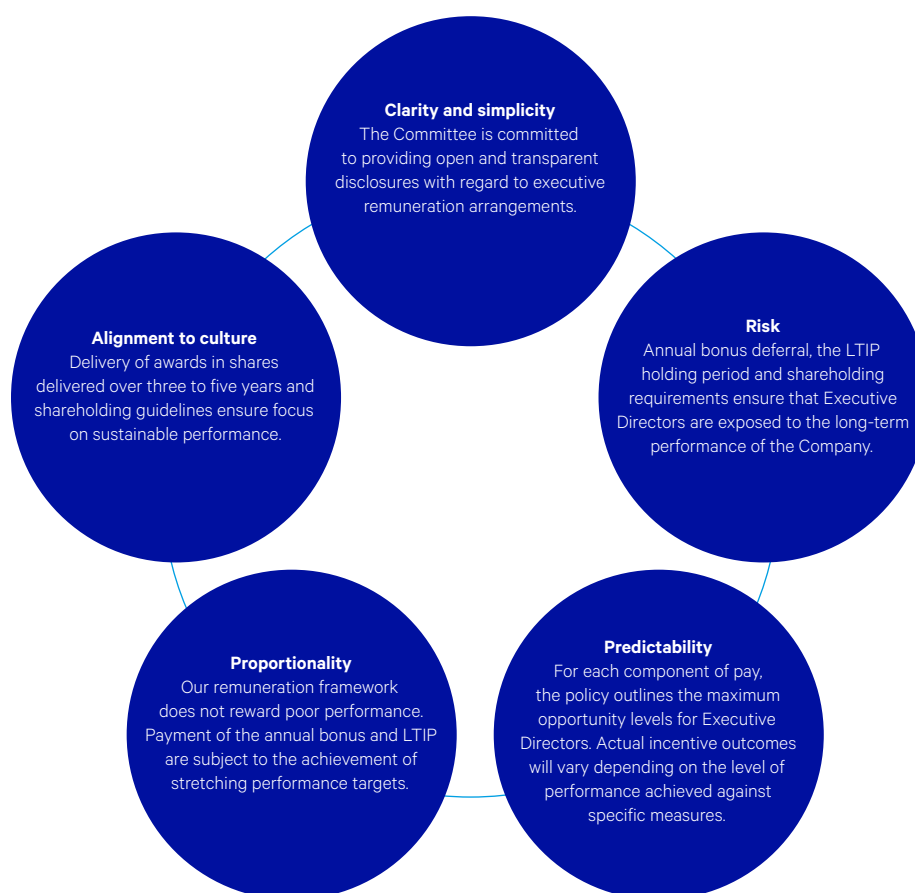 Clarity and simplicity
The Committee is committed
to providing open and transparent
disclosures with regard to executive
remuneration arrangements.
Alignment to culture
Delivery of awards in shares
delivered over three to five years and
shareholding guidelines ensure focus
on sustainable performance.
Risk
Annual bonus deferral, the LTIP
holding period and shareholding
requirements ensure that Executive
Directors are exposed to the long-term
performance of the Company.
Proportionality
Our remuneration framework
does not reward poor performance.
Payment of the annual bonus and LTIP
are subject to the achievement of
stretching performance targets.
Predictability
For each component of pay,
the policy outlines the maximum
opportunity levels for Executive
Directors. Actual incentive outcomes
will vary depending on the level of
performance achieved against
specific measures.